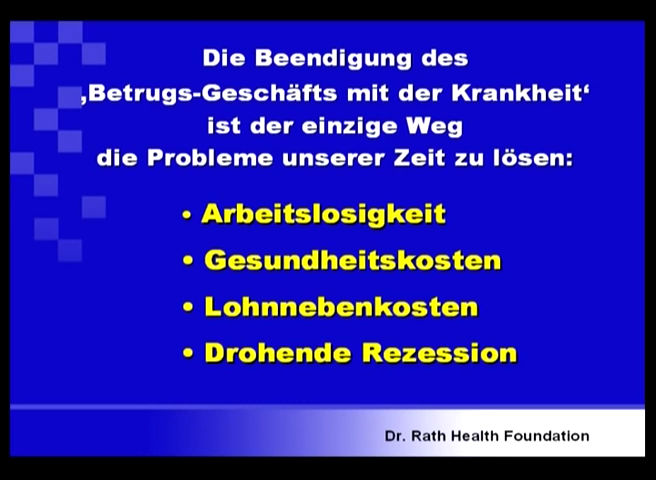 Die Beendigung des
‚Betrugs-Geschäfts mit der Krankheit‘
ist der einzige Weg
die Probleme unserer Zeit zu lösen:
• Arbeitslosigkeit
• Gesundheitskosten
• Lohnnebenkosten
• Drohende Rezession
Dr. Rath Health Foundation